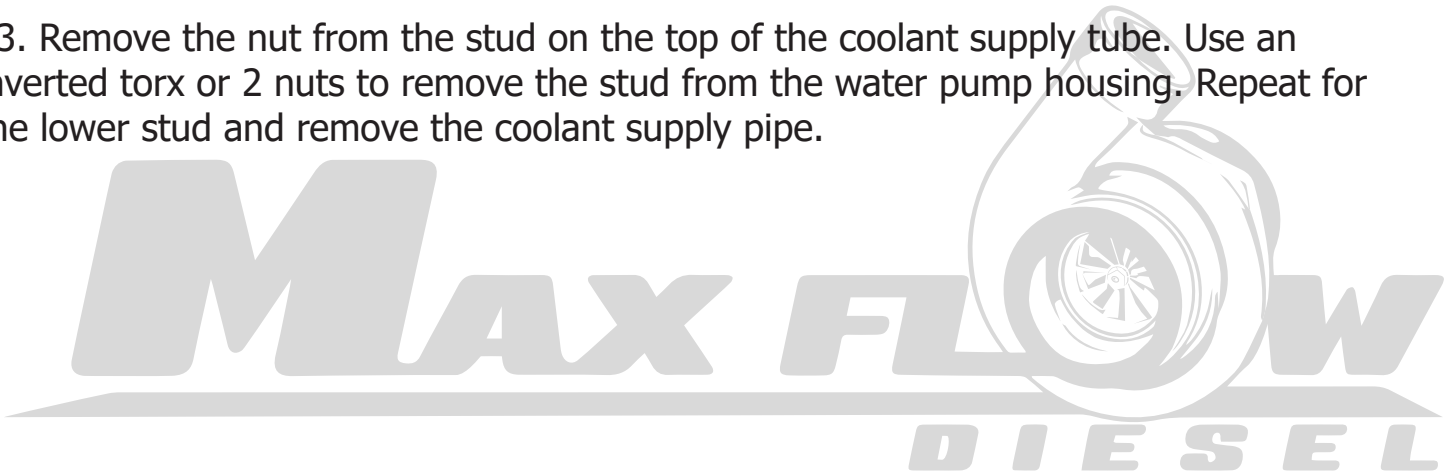 3. Remove the nut from the stud on the top of the coolant supply tube. Use an
nverted torx or 2 nuts to remove the stud from the water pump housing. Repeat for
he lower stud and remove the coolant supply pipe.
MAX FLOW
DIESEL